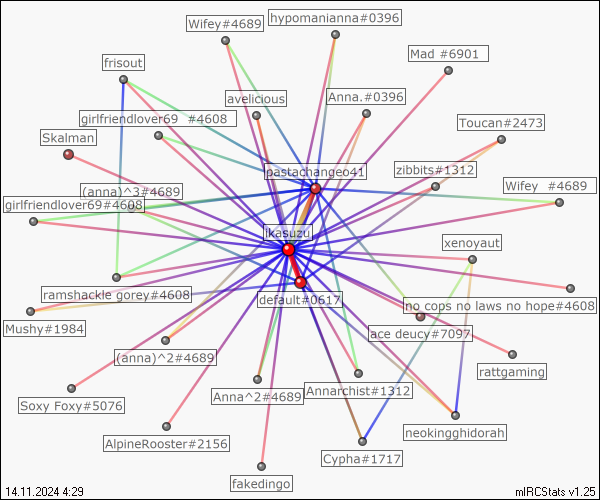 Wifey#4689
hypomanianna#0396
Mad #6901
frisout
avelicious
Anna.#0396
girlfriendlover69 #4608
Toucan#2473
Skalman
pastachangeo41
zibbits#1312
(anna)^3#4689
Wifey #4689
girlfriendlover69#4608
ikasuzu
xenoyaut
ramshackle gorey#4608
default#0617
no cops no laws no hope#4608
Mushy#1984
ace deucy#7097
(anna)^2#4689
rattgaming
Soxy Foxy#5076
Anna^2#4689
Annarchist#1312
AlpineRooster#2156
neokingghidorah
Cypha#1717
fakedingo
14.11.2024 4:29
mIRCStats v1.25